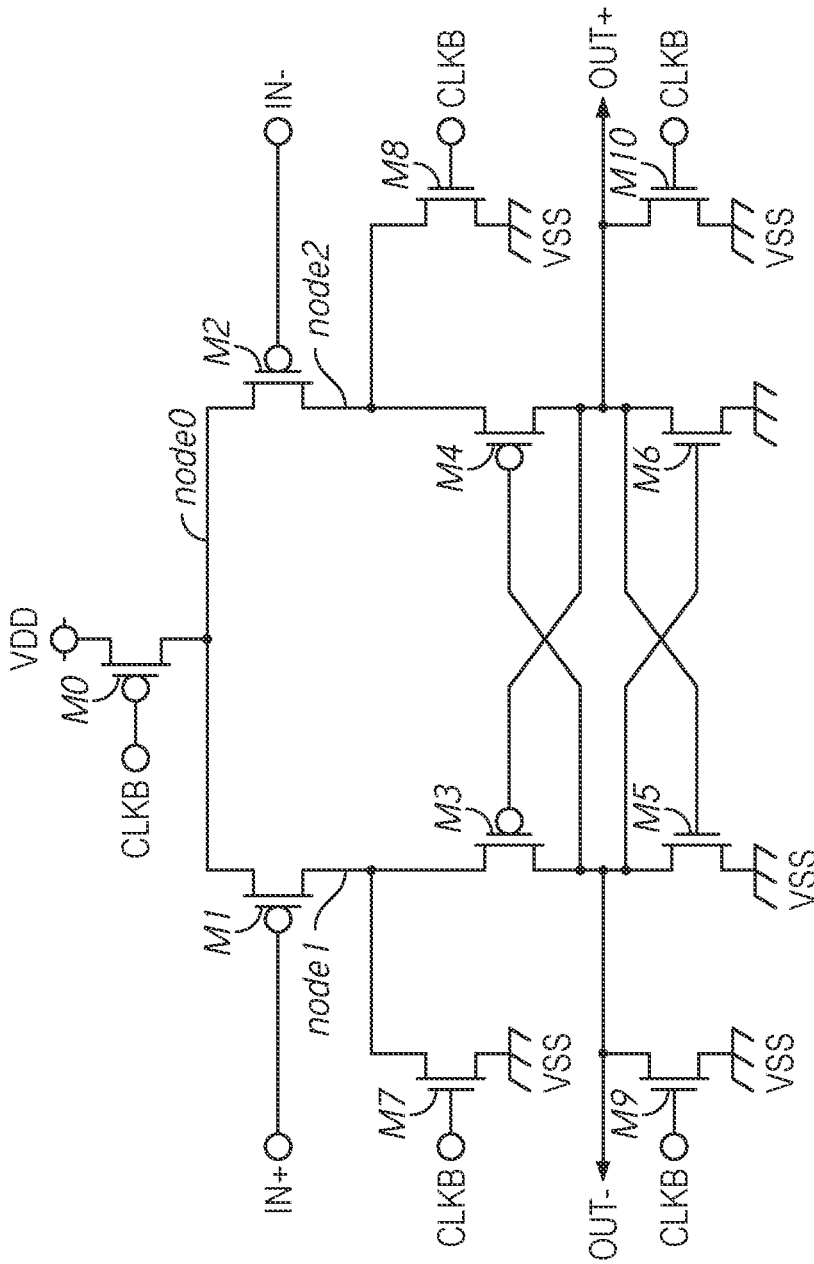 VDD
M0
CLKB
node0
M1
M2
IN+
IN-
node1
node2
M7
CLKB
VSS
M8
CLKB
VSS
M3
M4
OUT-
OUT+
M9
CLKB
VSS
M5
VSS
M6
M10
CLKB
VSS